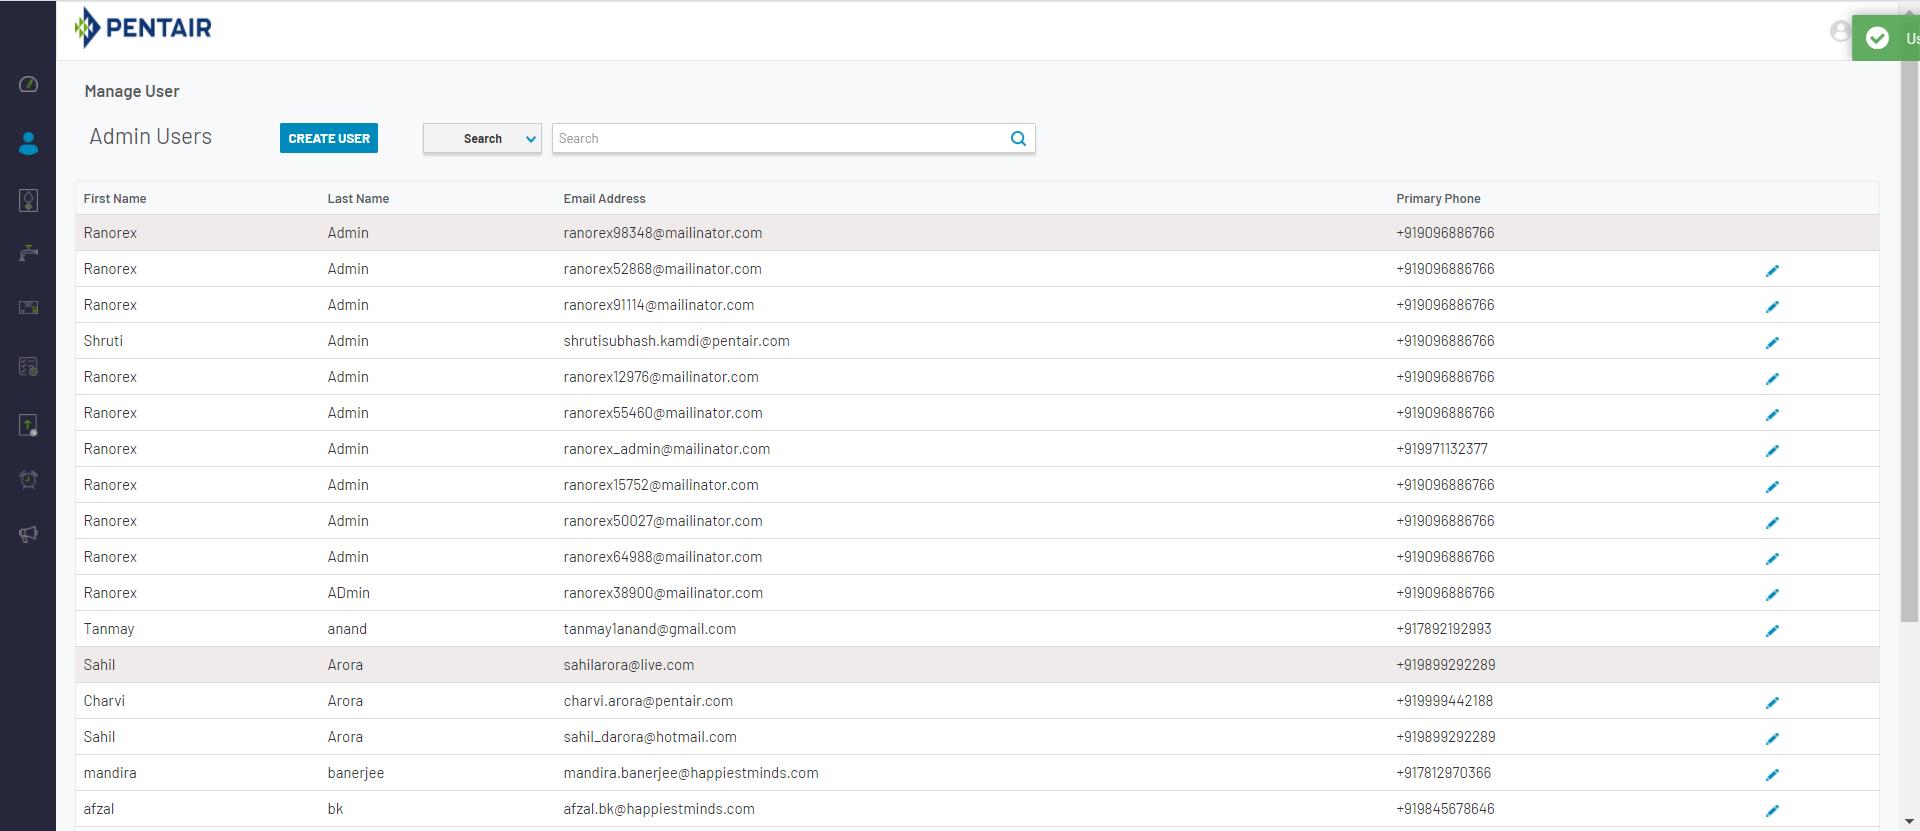 PENTAIR
Us
Manage User
Admin Users CREATE USER Search Search
First Name Last Name Email Address Primary Phone
Ranorex Admin ranorex98348@mailinator.com +919096886766
Ranorex Admin ranorex52868@mailinator.com +919096886766
Ranorex Admin ranorex91114@mailinator.com +919096886766
Shruti Admin shrutisubhash.kamdi@pentair.com +919096886766
Ranorex Admin ranorex12976@mailinator.com +919096886766
Ranorex Admin ranorex55460@mailinator.com +919096886766
Ranorex Admin ranorex_admin@mailinator.com +919971132377
Ranorex Admin ranorex15752@mailinator.com +919096886766
Ranorex Admin ranorex50027@mailinator.com +919096886766
Ranorex Admin ranorex64988@mailinator.com +919096886766
Ranorex ADmin ranorex38900@mailinator.com +919096886766
Tanmay anand tanmay1anand@gmail.com +917892192993
Sahil Arora sahilarora@live.com +919899292289
Charvi Arora charvi.arora@pentair.com +919999442188
Sahil Arora sahil_darora@hotmail.com +919899292289
mandira banerjee mandira.banerjee@happiestminds.com +917812970366
afzal bk afzal.bk@happiestminds.com +919845678646